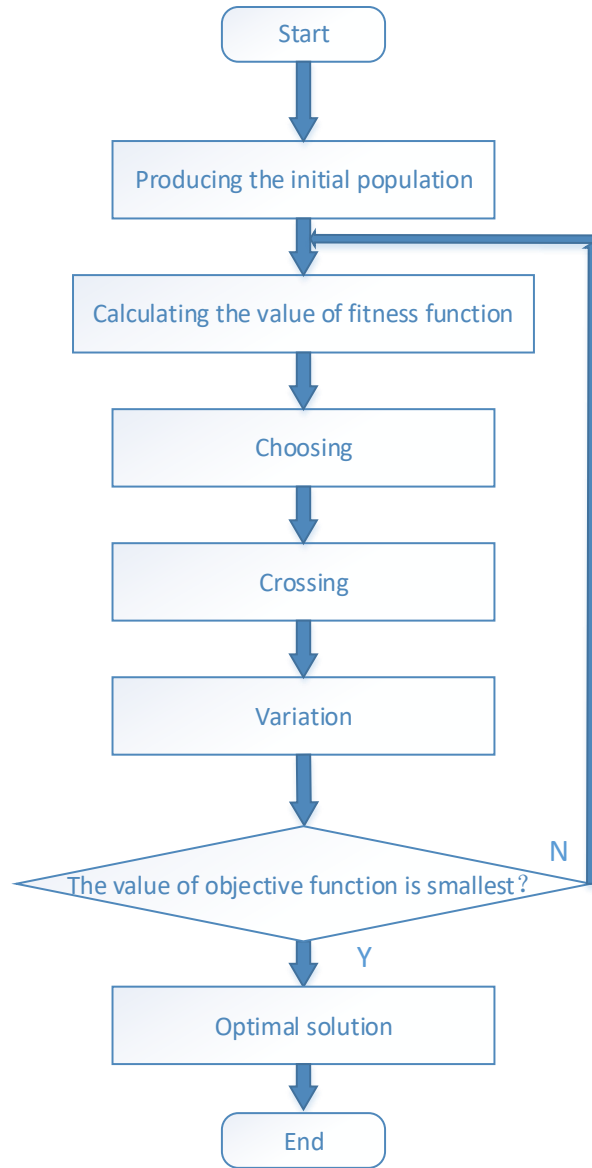 Start
Producing the initial population
Calculating the value of fitness function
Choosing
Crossing
Variation
N
The value of objective function is smallest？
Y
Optimal solution
End